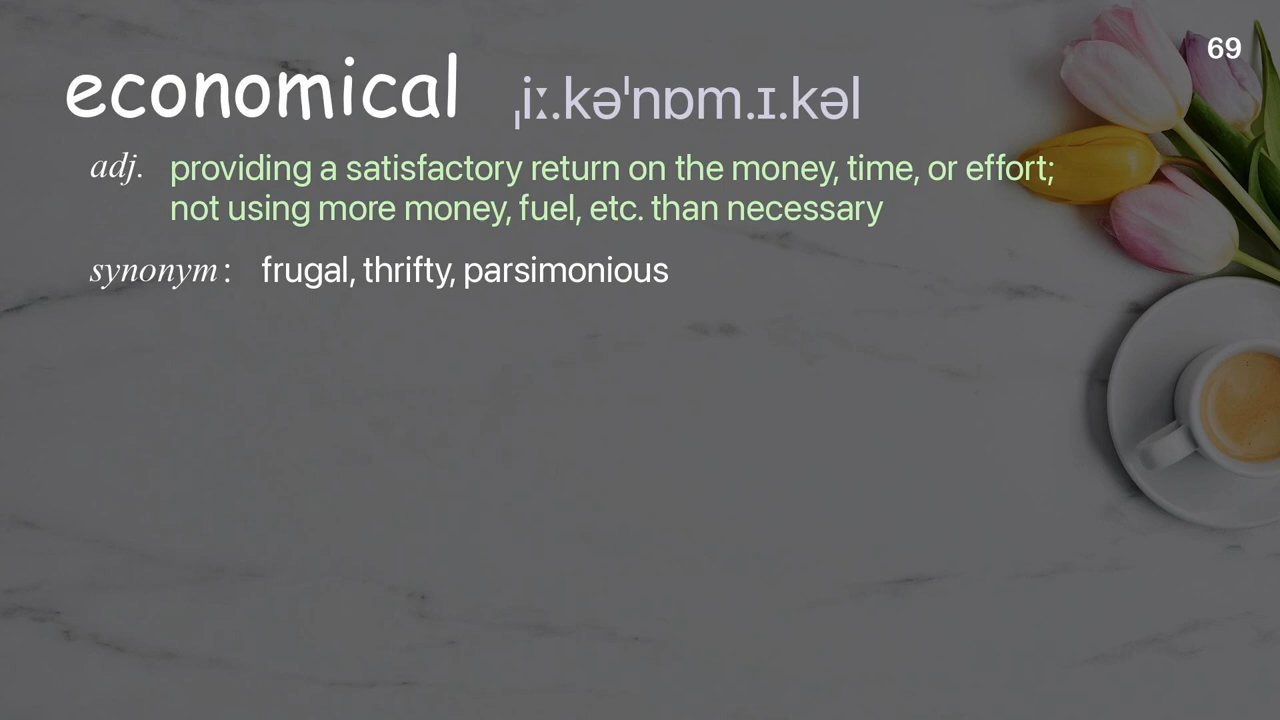 69
economical ˌiː.kəˈnɒm.ɪ.kəl
adj. providing a satisfactory return on the money, time, or effort;
not using more money, fuel, etc. than necessary
synonym : frugal, thrifty, parsimonious